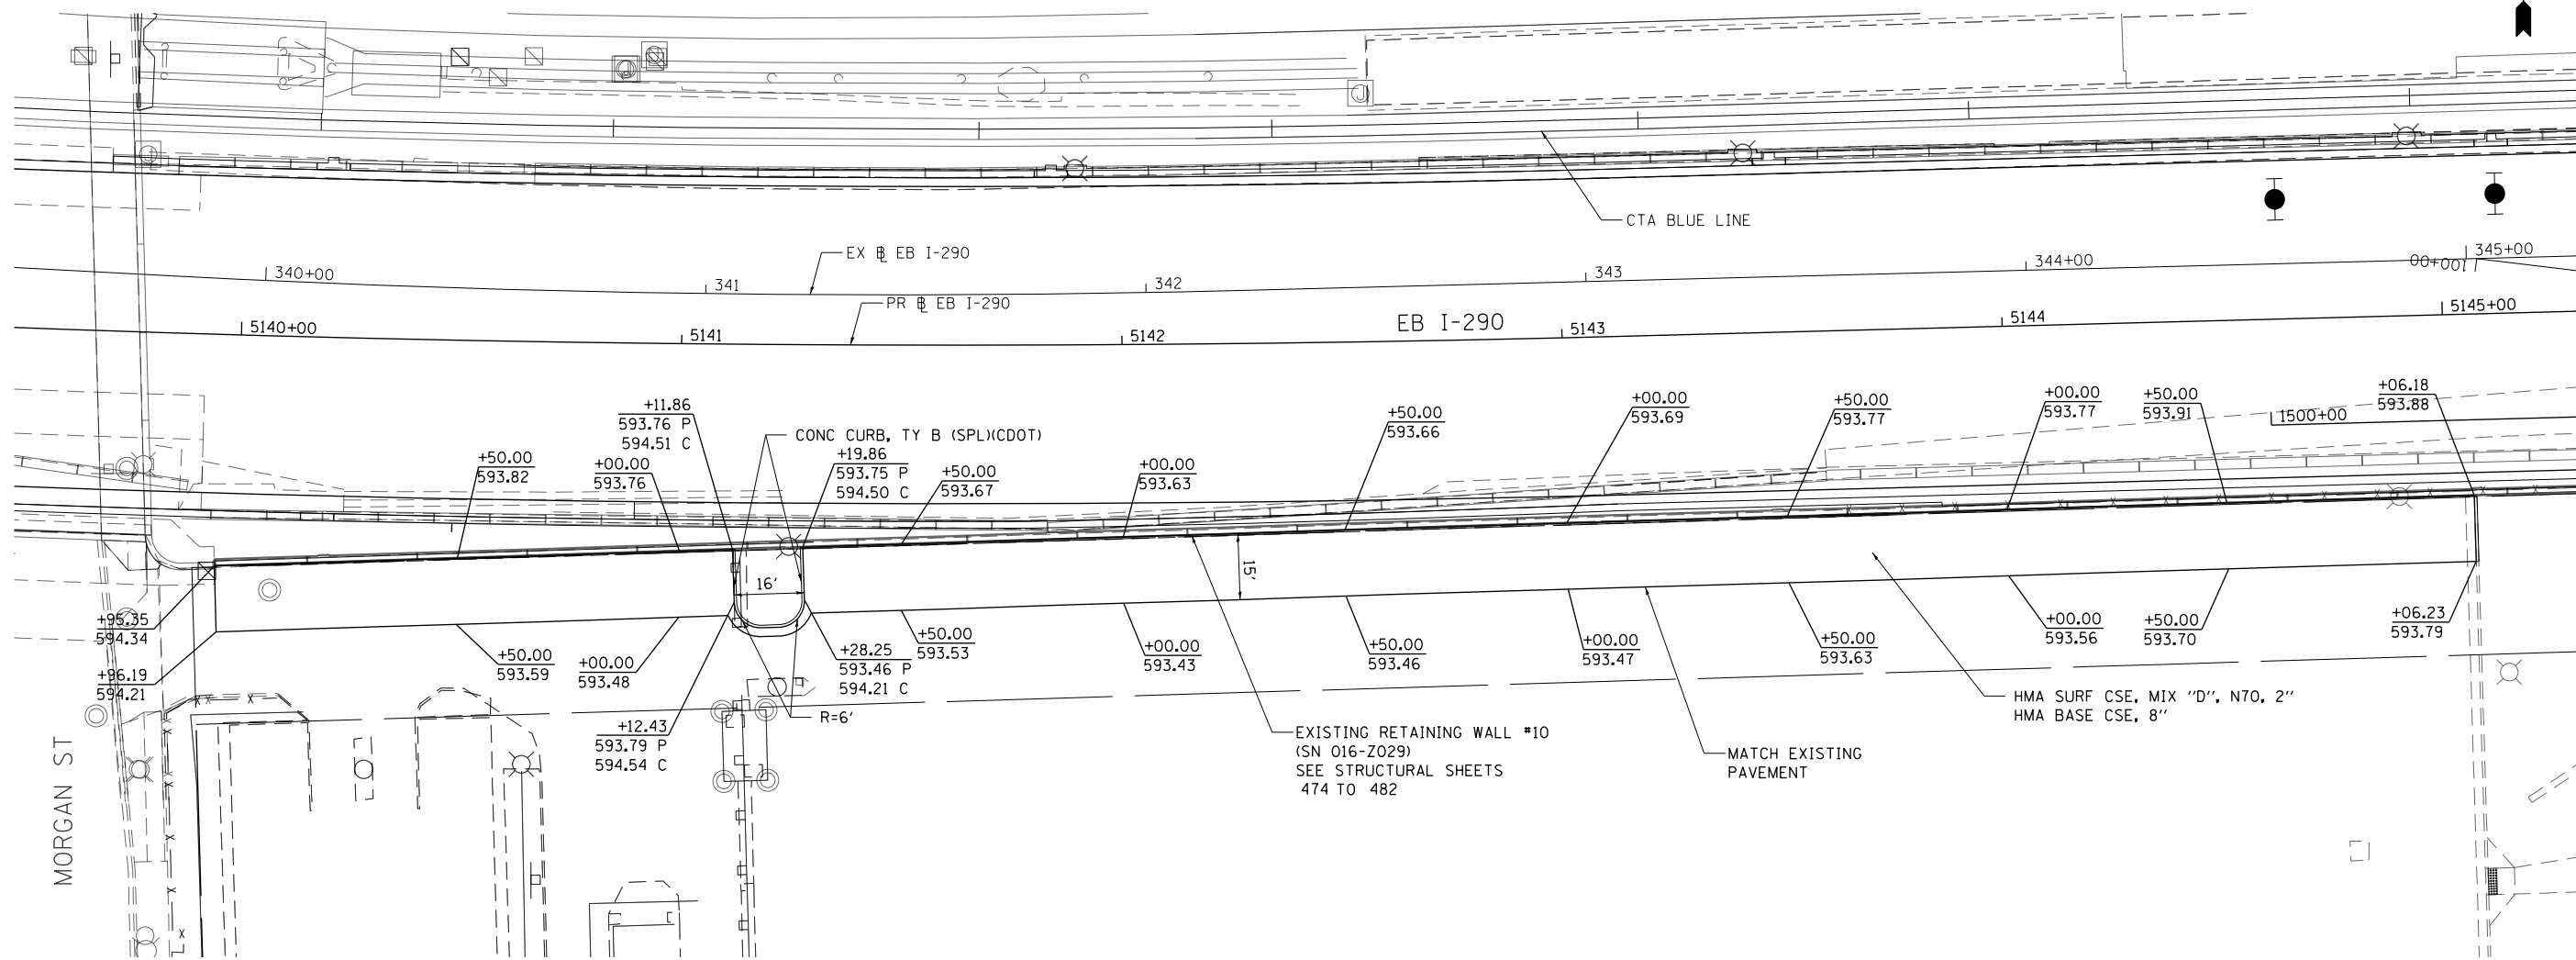 CTA BLUE LINE
EX B EB I-290
340+00
341
342
343
344+00
345+00
100+00
PR B EB I-290
5140+00
5141
5142
EB I-290
5143
5144
5145+00
+11.86
593.76 P
594.51 C
CONC CURB, TY B (SPL)(CDOT)
+19.86
593.75 P
594.50 C
+50.00
593.82
+00.00
593.76
+50.00
593.67
+00.00
593.63
+50.00
593.66
+00.00
593.69
+50.00
593.77
+00.00
593.77
+50.00
593.91
1500+00
+06.18
593.88
16'
15'
+95.35
594.34
+96.19
594.21
+50.00
593.59
+00.00
593.48
+12.43
593.79 P
594.54 C
+28.25
593.46 P
594.21 C
R=6'
+50.00
593.53
+00.00
593.43
+50.00
593.46
+00.00
593.47
+50.00
593.63
+00.00
593.56
+50.00
593.70
+06.23
593.79
HMA SURF CSE, MIX "D", N70, 2"
HMA BASE CSE, 8"
EXISTING RETAINING WALL #10
(SN 016-Z029)
SEE STRUCTURAL SHEETS
474 TO 482
MATCH EXISTING
PAVEMENT
MORGAN ST